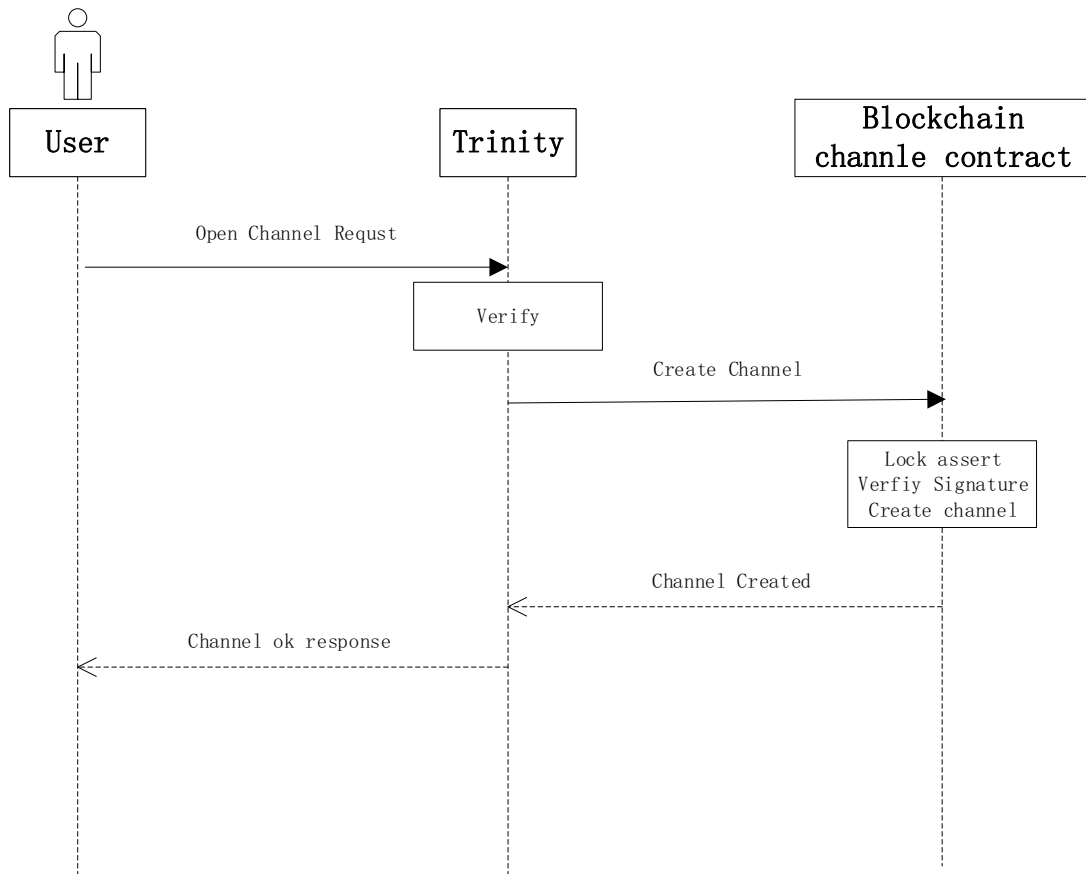 User
Trinity
Blockchain
channle contract
Open Channel Requst
Verify
Create Channel
Lock assert
Verfiy Signature
Create channel
Channel Created
Channel ok response